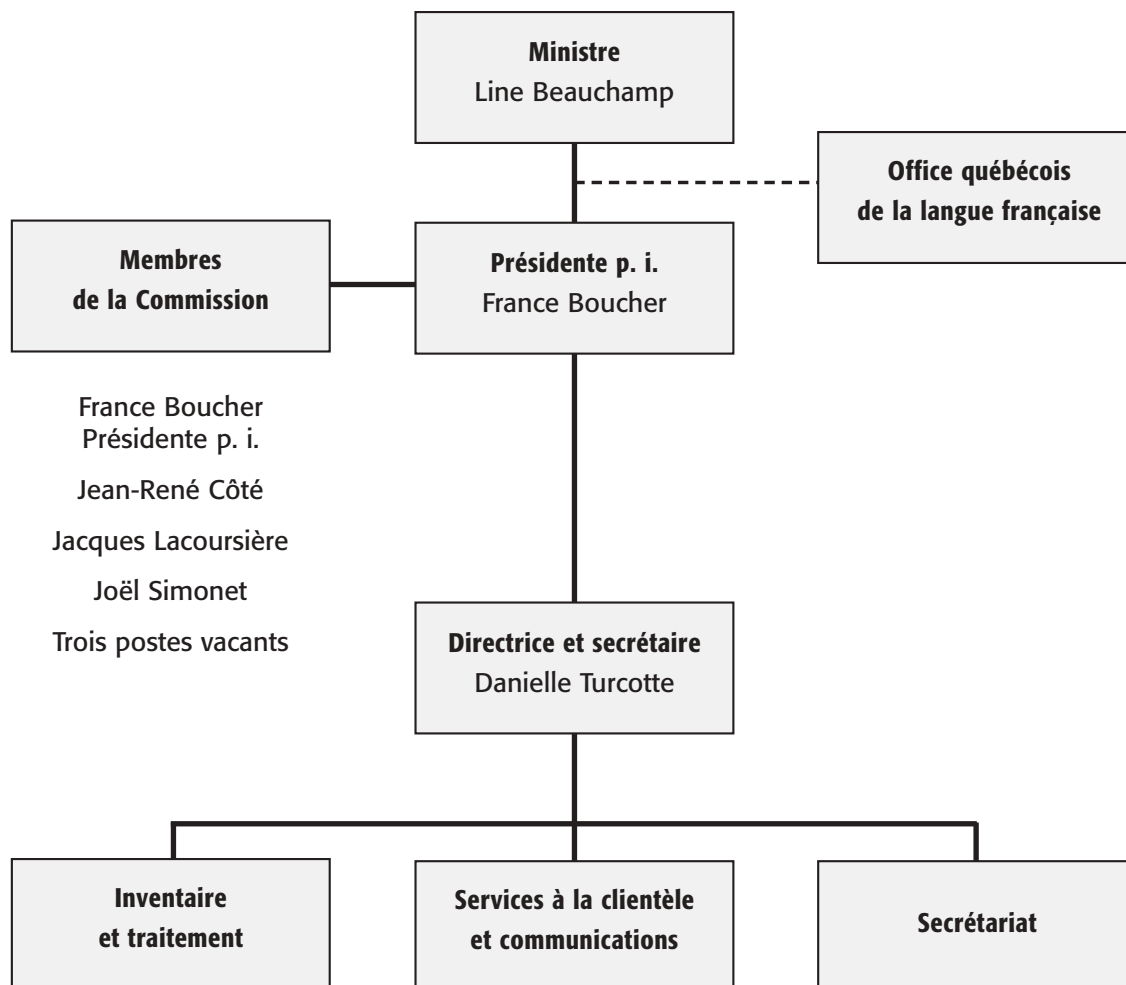 Ministre
Line Beauchamp
Office québécois
de la langue française
Membres
de la Commission
Présidente p. i.
France Boucher
France Boucher
Présidente p. i.
Jean-René Côté
Jacques Lacoursière
Joël Simonet
Trois postes vacants
Directrice et secrétaire
Danielle Turcotte
Inventaire
et traitement
Services à la clientèle
et communications
Secrétariat